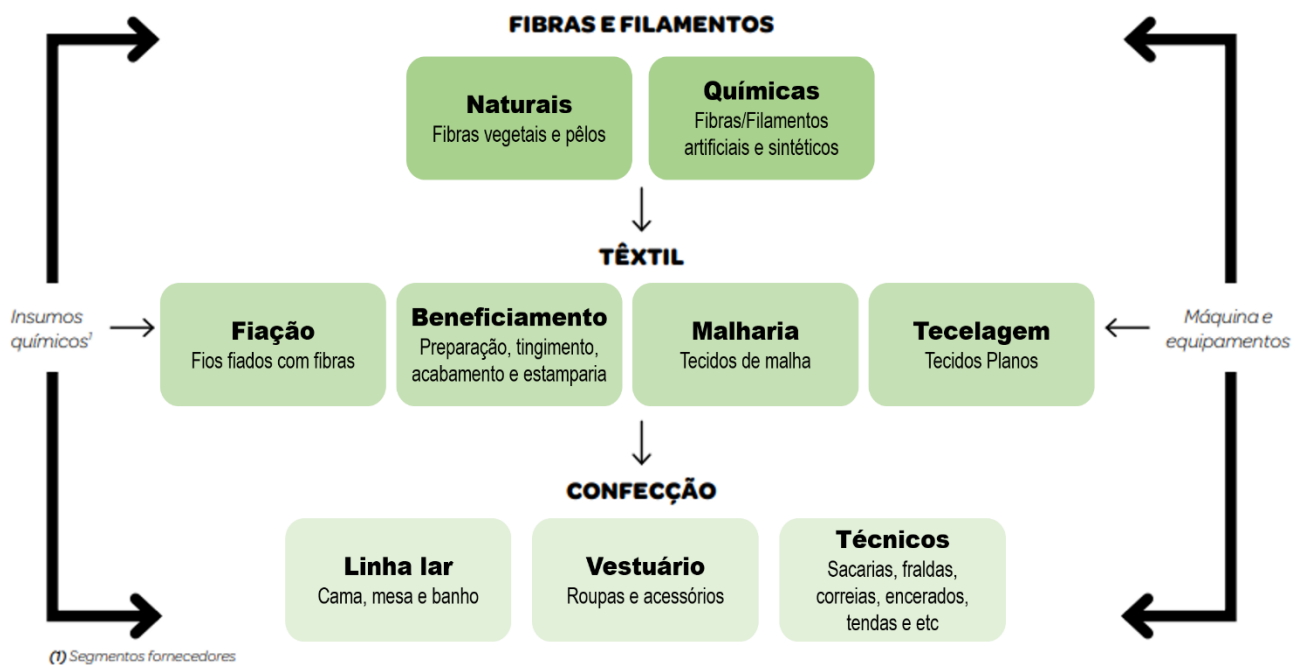 FIBRAS E FILAMENTOS
Naturais
Fibras vegetais e pêlos
Químicas
Fibras/Filamentos
artificiais e sintéticos
TÊXTIL
Insumos
químicos¹
Fiação
Fios fiados com fibras
Beneficiamento
Preparação, tingimento,
acabamento e estamparia
Malharia
Tecidos de malha
Tecelagem
Tecidos Planos
Máquina e
equipamentos
CONFECÇÃO
Linha lar
Cama, mesa e banho
Vestuário
Roupas e acessórios
Técnicos
Sacarias, fraldas,
correias, encerados,
tendas e etc
(1) Segmentos fornecedores